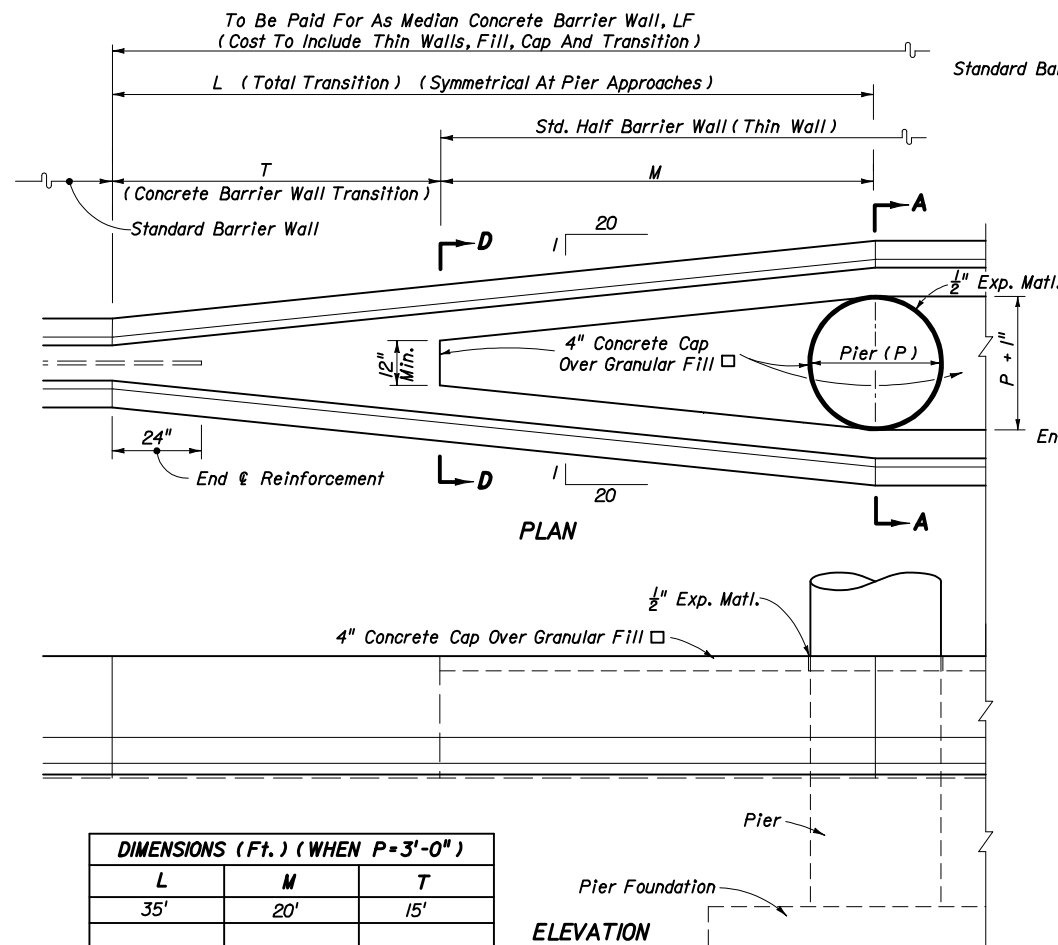 To Be Paid For As Median Concrete Barrier Wall, LF
(Cost To Include Thin Walls, Fill, Cap And Transition)
Standard Bar
L (Total Transition) (Symmetrical At Pier Approaches)
Std. Half Barrier Wall (Thin Wall)
T
M
(Concrete Barrier Wall Transition)
Standard Barrier Wall
A
D
20
1
1/2" Exp. Matl.
4" Concrete Cap
Over Granular Fill □
12"
Min.
Pier (P)
P + 1"
24"
En
End ℄ Reinforcement
D
1
20
A
PLAN
1/2" Exp. Matl.
4" Concrete Cap Over Granular Fill □
Pier
Pier Foundation
DIMENSIONS (Ft.) (WHEN P=3'-0")
L M T
35' 20' 15'
ELEVATION